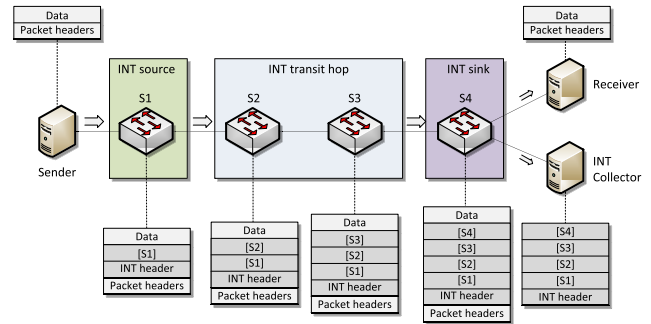 Data
Packet headers
Data
Packet headers
INT source
INT transit hop
INT sink
S1
S2
S3
S4
Sender
Receiver
INT
Collector
Data
[S1]
INT header
Packet headers
Data
[S2]
[S1]
INT header
Packet headers
Data
[S3]
[S2]
[S1]
INT header
Packet headers
Data
[S4]
[S3]
[S2]
[S1]
INT header
Packet headers
[S4]
[S3]
[S2]
[S1]
INT header